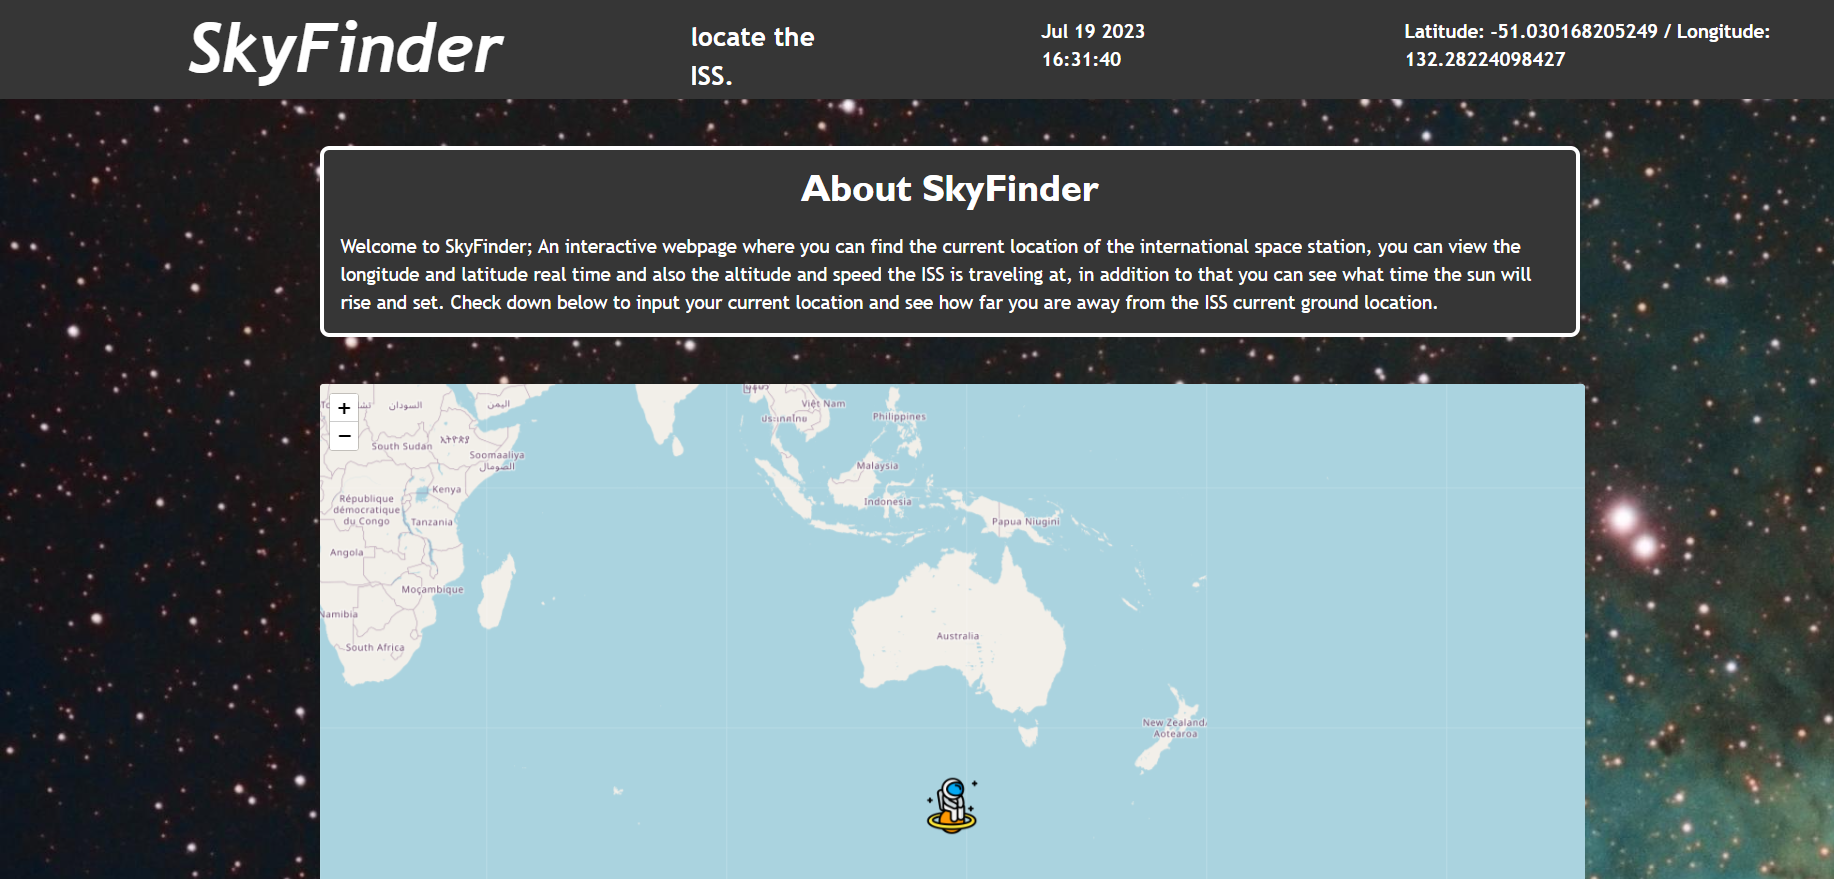 SkyFinder
locate the
ISS.
Jul 19 2023
16:31:40
Latitude: -51.030168205249 / Longitude:
132.28224098427
About SkyFinder
Welcome to SkyFinder; An interactive webpage where you can find the current location of the international space station, you can view the
longitude and latitude real time and also the altitude and speed the ISS is traveling at, in addition to that you can see what time the sun will
rise and set. Check down below to input your current location and see how far you are away from the ISS current ground location.
+
−
السودان
اليمن
Việt Nam
ประเทศไทย
Philippines
South Sudan
Soomaaliya
الصومال
Malaysia
Kenya
Indonesia
République
démocratique
du Congo
Tanzania
Papua Niugini
Angola
Moçambique
Namibia
Australia
South Africa
New Zealand
Aotearoa